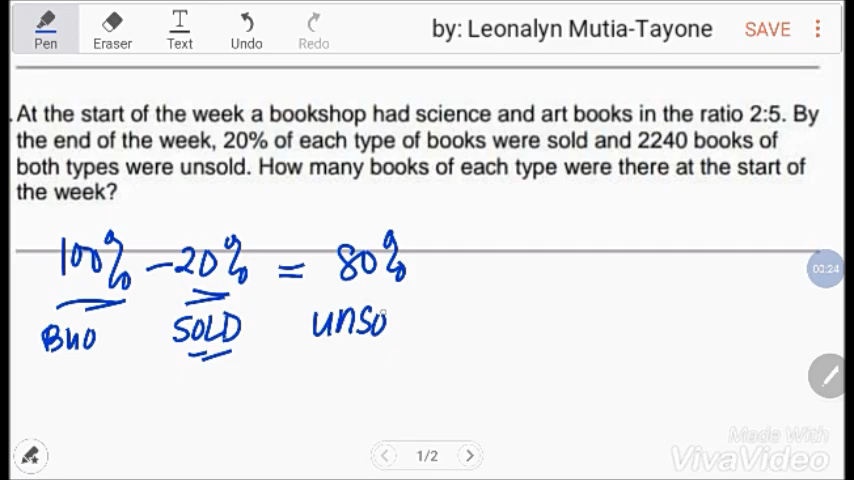 Pen Eraser Text Undo Redo by: Leonalyn Mutia-Tayone SAVE
.At the start of the week a bookshop had science and art books in the ratio 2:5. By
the end of the week, 20% of each type of books were sold and 2240 books of
both types were unsold. How many books of each type were there at the start of
the week?
100% - 20% = 80%
SOLD unso
00:24
1/2
Made With
VivaVideo